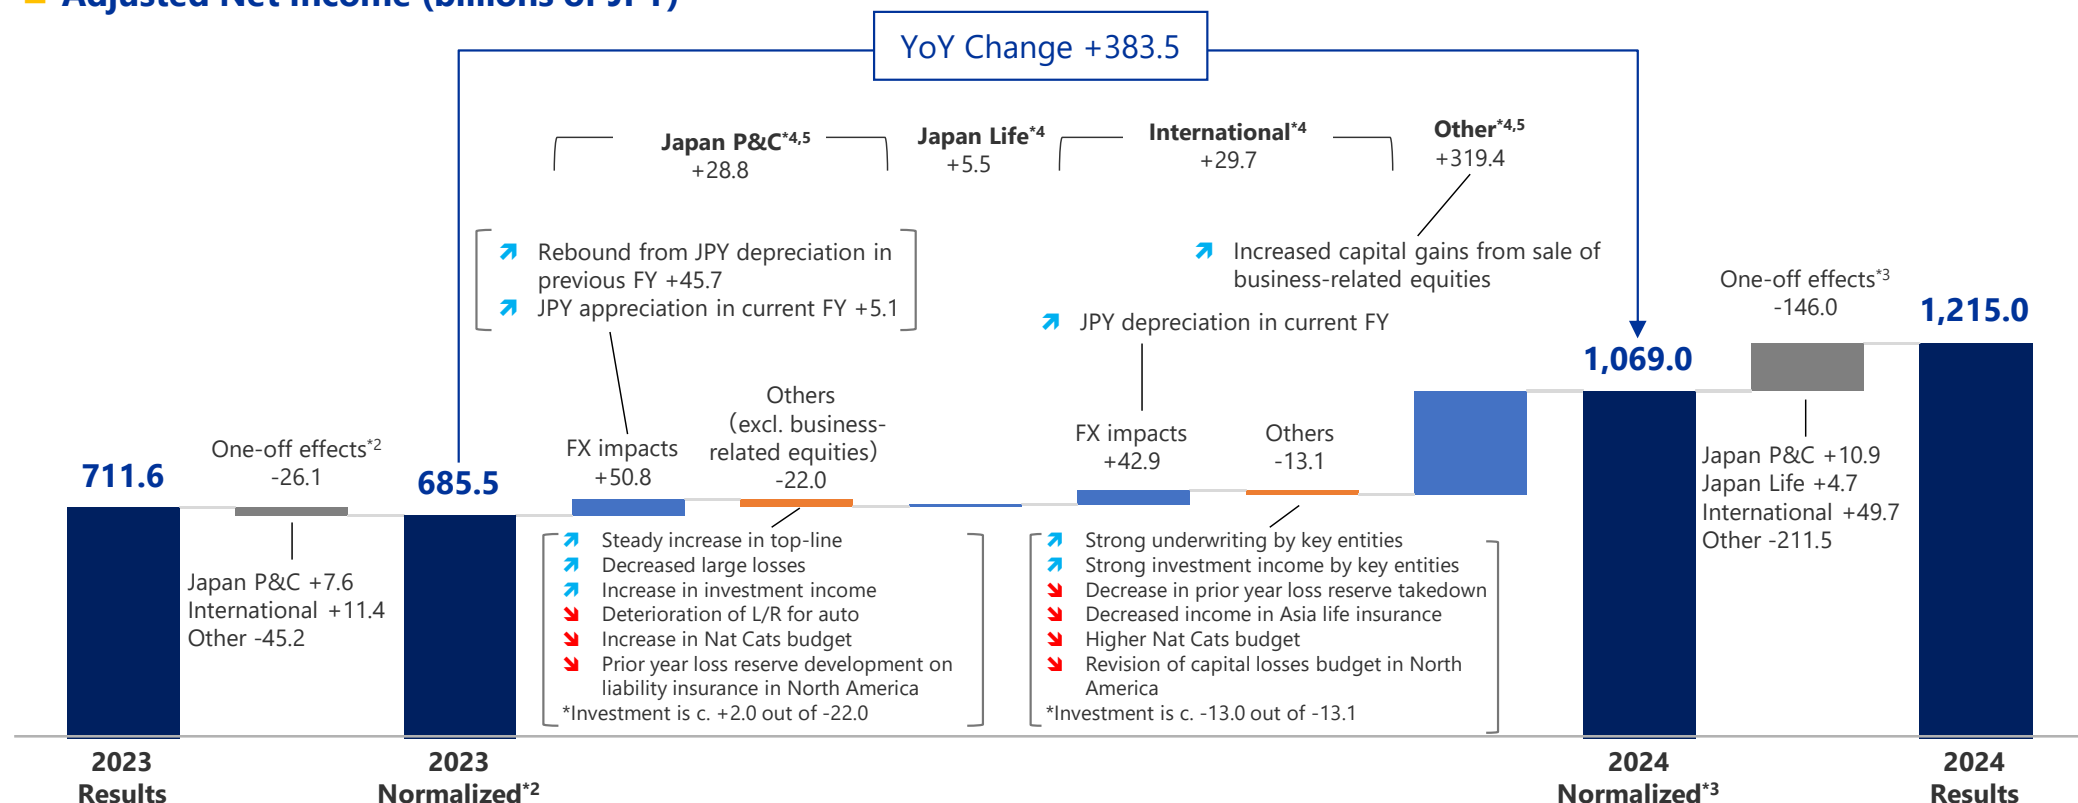 Adjusted Net Income (billions of JPY)
YoY Change +383.5
Japan P&C*4,5
+28.8
Japan Life*4
+5.5
International*4
+29.7
Other*4,5
+319.4
Rebound from JPY depreciation in
previous FY +45.7
JPY appreciation in current FY +5.1
Increased capital gains from sale of
business-related equities
JPY depreciation in current FY
One-off effects*3
-146.0
1,215.0
1,069.0
711.6
One-off effects*2
-26.1
685.5
FX impacts
+50.8
Others
(excl. business-
related equities)
-22.0
FX impacts
+42.9
Others
-13.1
Japan P&C +7.6
International +11.4
Other -45.2
Steady increase in top-line
Decreased large losses
Increase in investment income
Deterioration of L/R for auto
Increase in Nat Cats budget
Prior year loss reserve development on
liability insurance in North America
*Investment is c. +2.0 out of -22.0
Strong underwriting by key entities
Strong investment income by key entities
Decrease in prior year loss reserve takedown
Decreased income in Asia life insurance
Higher Nat Cats budget
Revision of capital losses budget in North
America
*Investment is c. -13.0 out of -13.1
Japan P&C +10.9
Japan Life +4.7
International +49.7
Other -211.5
2023
Results
2023
Normalized*2
2024
Normalized*3
2024
Results